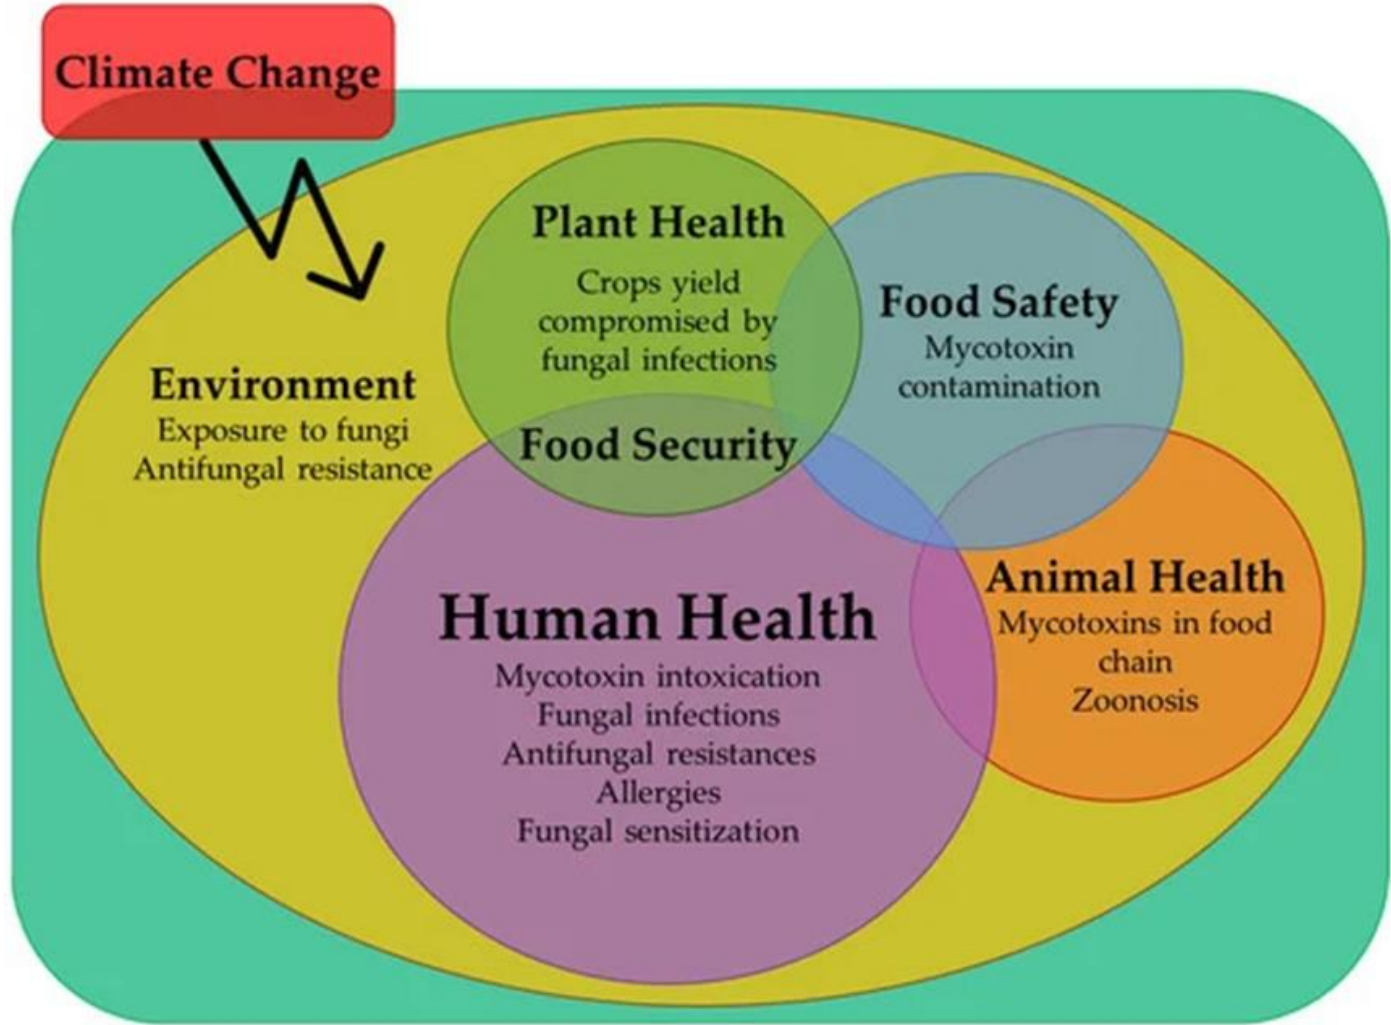 Climate Change
Plant Health
Crops yield
compromised by
fungal infections
Food Safety
Mycotoxin
contamination
Environment
Exposure to fungi
Antifungal resistance
Food Security
Human Health
Mycotoxin intoxication
Fungal infections
Antifungal resistances
Allergies
Fungal sensitization
Animal Health
Mycotoxins in food
chain
Zoonosis